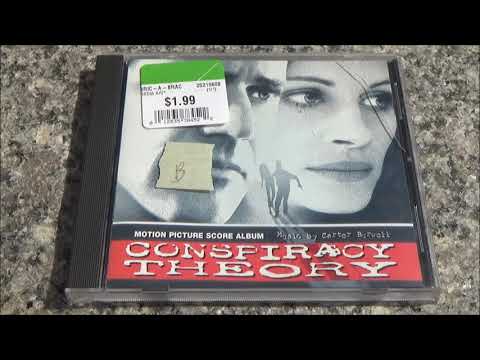 BRIC-A-BRAC
$1.99
B
MOTION PICTURE SCORE ALBUM
Music by Carter Burwell
CONSPIRACY
THEORY